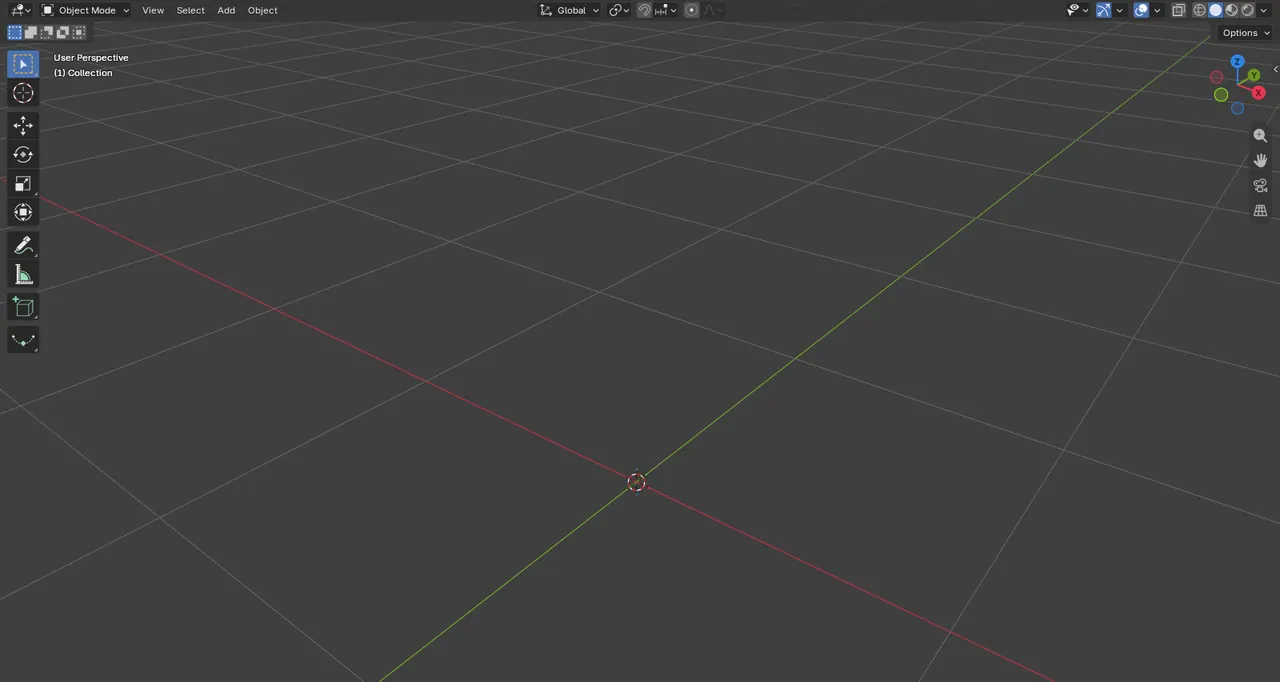 Object Mode View Select Add Object Global
Options
User Perspective
(1) Collection
Z
Y
X